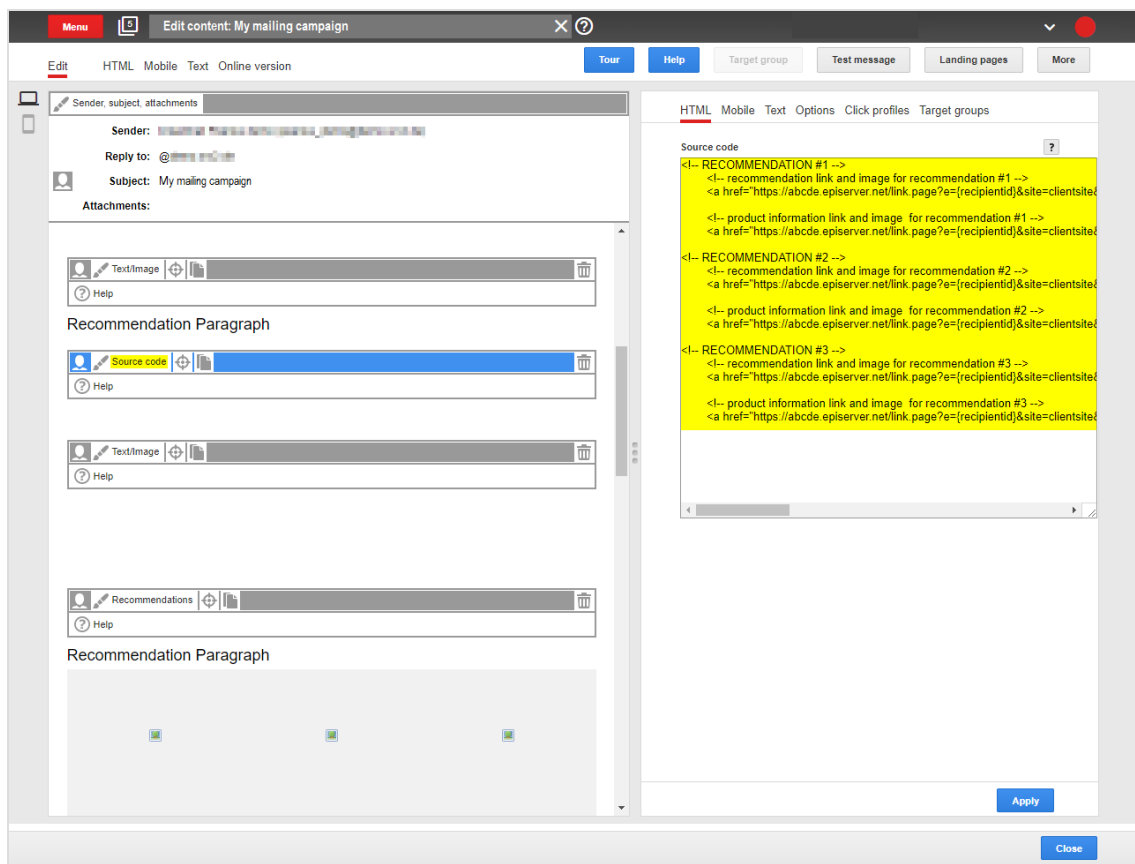 Menu 5 Edit content: My mailing campaign
Edit HTML Mobile Text Online version Tour Help Target group Test message Landing pages More
Sender, subject, attachments
Sender:
Reply to: @
Subject: My mailing campaign
Attachments:
Text/Image
? Help
Recommendation Paragraph
Source code
? Help
Text/Image
? Help
Recommendations
? Help
Recommendation Paragraph
HTML Mobile Text Options Click profiles Target groups
Source code ?
<!-- RECOMMENDATION #1 -->
<!-- recommendation link and image for recommendation #1 -->
<a href="https://abcde.episerver.net/link.page?e={recipientid}&site=clientsite&
<!-- product information link and image  for recommendation #1 -->
<a href="https://abcde.episerver.net/link.page?e={recipientid}&site=clientsite&
<!-- RECOMMENDATION #2 -->
<!-- recommendation link and image for recommendation #2 -->
<a href="https://abcde.episerver.net/link.page?e={recipientid}&site=clientsite&
<!-- product information link and image  for recommendation #2 -->
<a href="https://abcde.episerver.net/link.page?e={recipientid}&site=clientsite&
<!-- RECOMMENDATION #3 -->
<!-- recommendation link and image for recommendation #3 -->
<a href="https://abcde.episerver.net/link.page?e={recipientid}&site=clientsite&
<!-- product information link and image  for recommendation #3 -->
<a href="https://abcde.episerver.net/link.page?e={recipientid}&site=clientsite&
Apply
Close